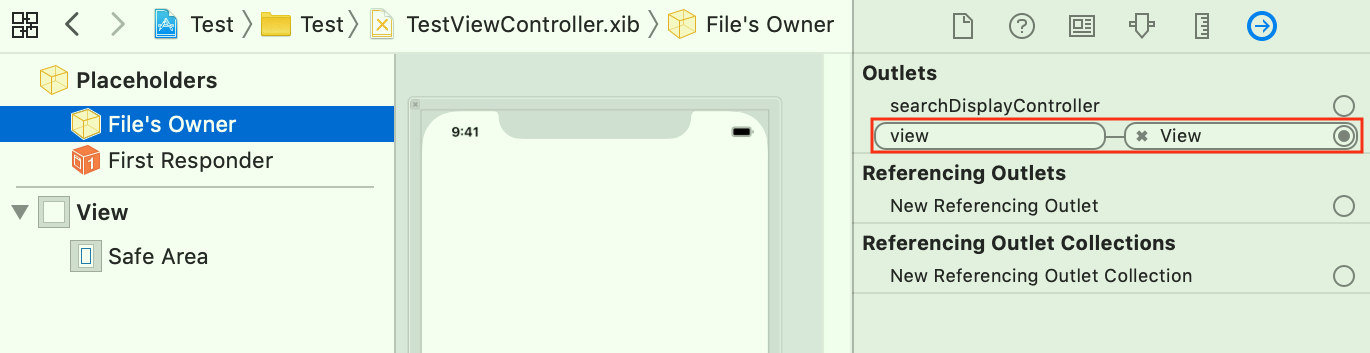 Test Test TestViewController.xib File's Owner
Placeholders
File's Owner
1 First Responder
View
Safe Area
9:41
Outlets
searchDisplayController
view View
Referencing Outlets
New Referencing Outlet
Referencing Outlet Collections
New Referencing Outlet Collection